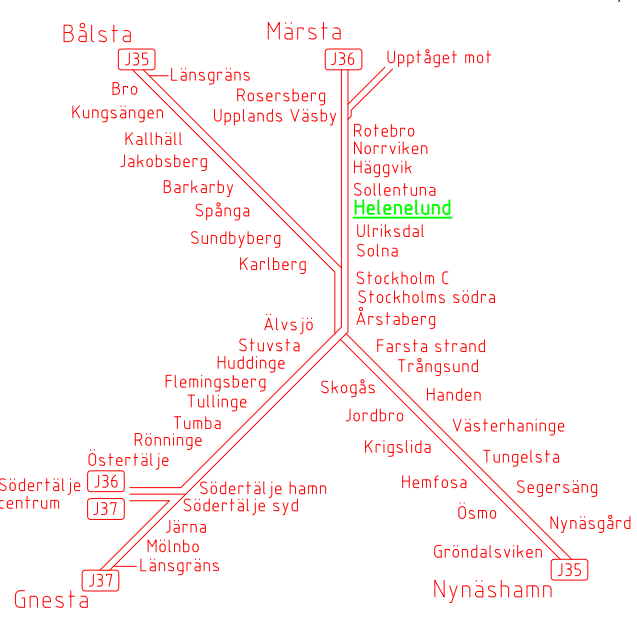 Bålsta
Märsta
J35
J36
Upptåget mot
Länsgräns
Bro
Kungsängen
Kallhäll
Jakobsberg
Barkarby
Spånga
Sundbyberg
Karlberg
Rosersberg
Upplands Väsby
Rotebro
Norrviken
Häggvik
Sollentuna
Helenelund
Ulriksdal
Solna
Stockholm C
Stockholms södra
Årstaberg
Älvsjö
Stuvsta
Huddinge
Flemingsberg
Tullinge
Tumba
Rönninge
Östertälje
Södertälje
centrum
J36
J37
Södertälje hamn
Södertälje syd
Järna
Mölnbo
Länsgräns
J37
Gnesta
Farsta strand
Trångsund
Skogås
Handen
Jordbro
Västerhaninge
Krigslida
Tungelsta
Hemfosa
Segersäng
Ösmo
Nynäsgård
Gröndalsviken
J35
Nynäshamn